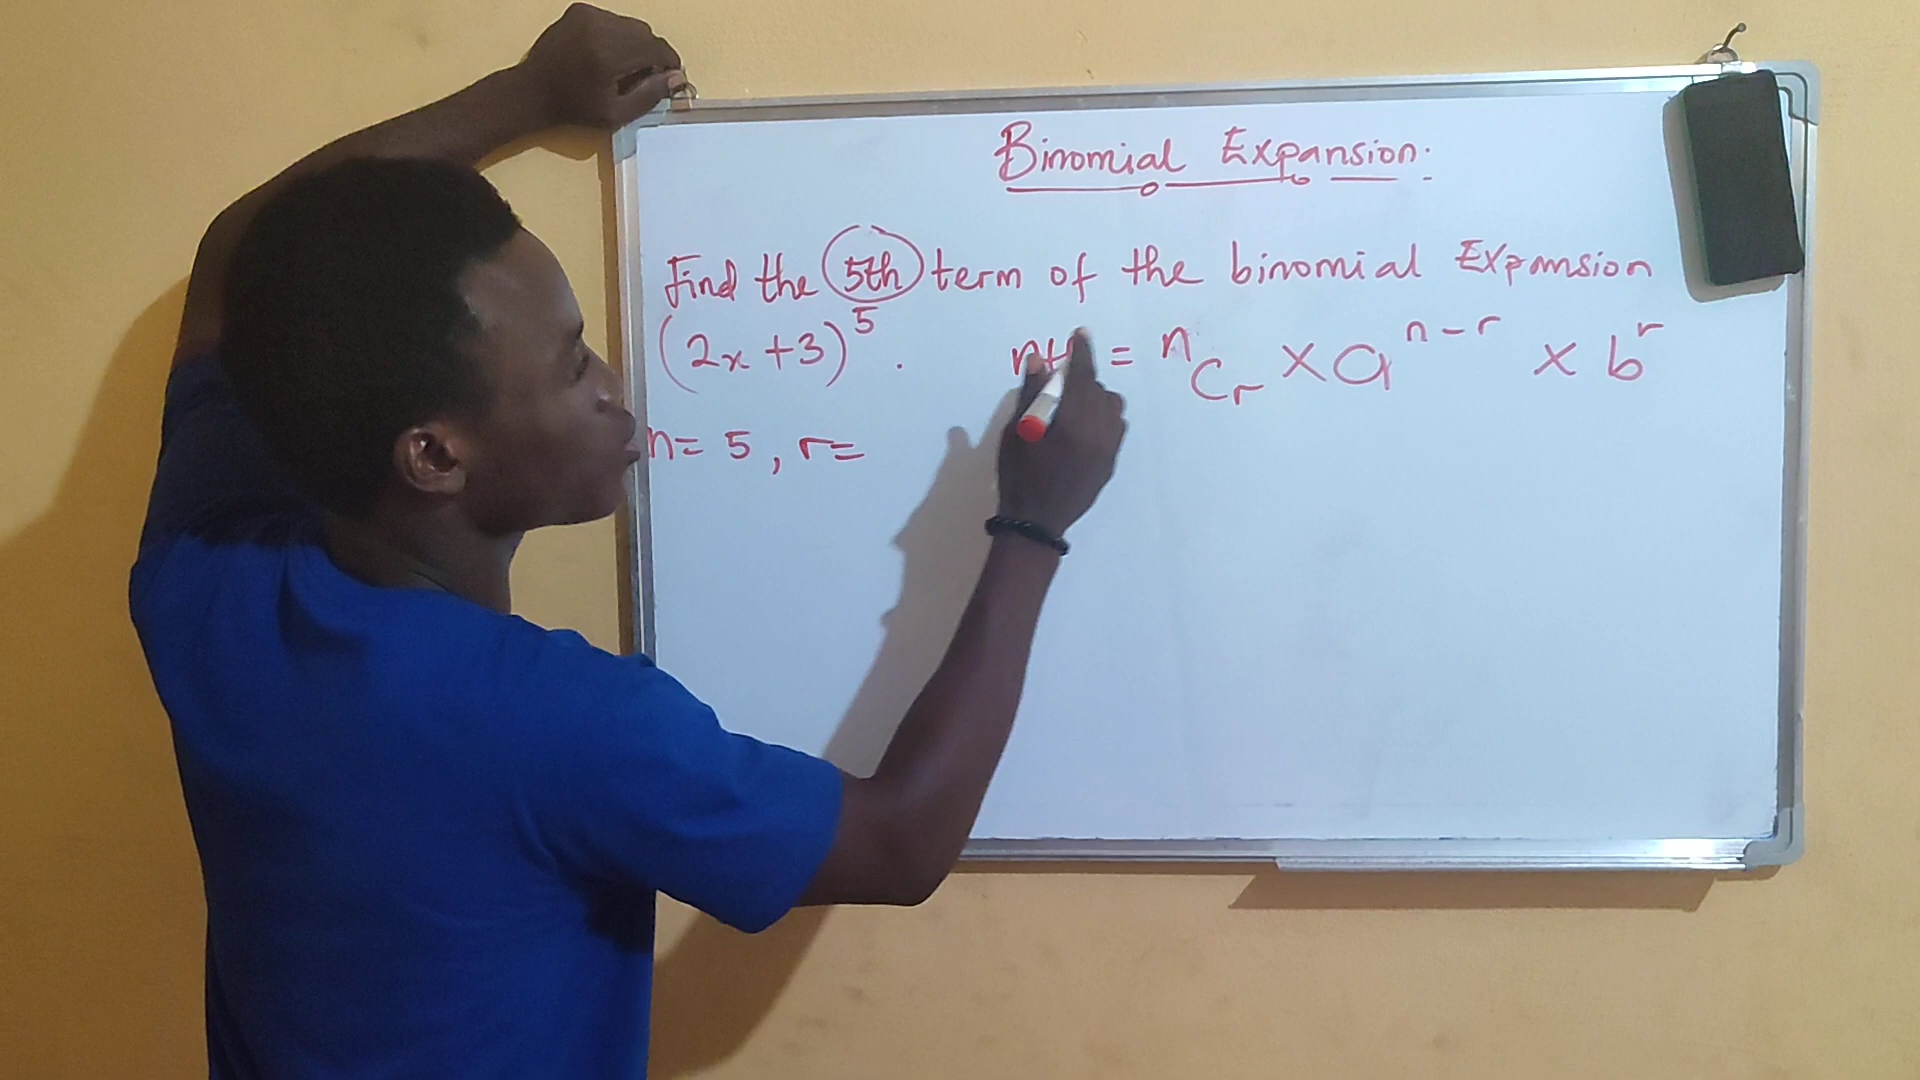 Binomial Expansion.
Find the 5th term of the binomial Expansion
(2x + 3)^5 .
= nCr × a^n-r × b^r
n = 5 , r =